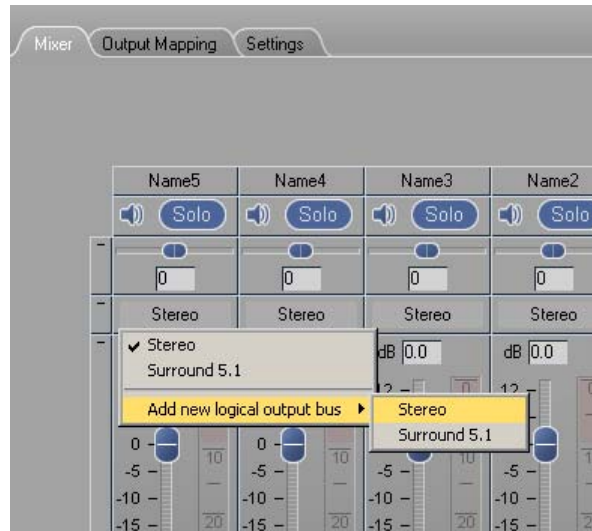 Mixer Output Mapping Settings
Name5 Name4 Name3 Name2
Solo Solo Solo Solo
0 0 0 0
Stereo Stereo Stereo Stereo
✓ Stereo
Surround 5.1
Add new logical output bus
Stereo
Surround 5.1
dB 0.0 dB 0.0
12 12
0 0
10 10
-5 -5 -5 -5
-10 -10 -10 -10
-15 20 -15 20 -15 20 -15